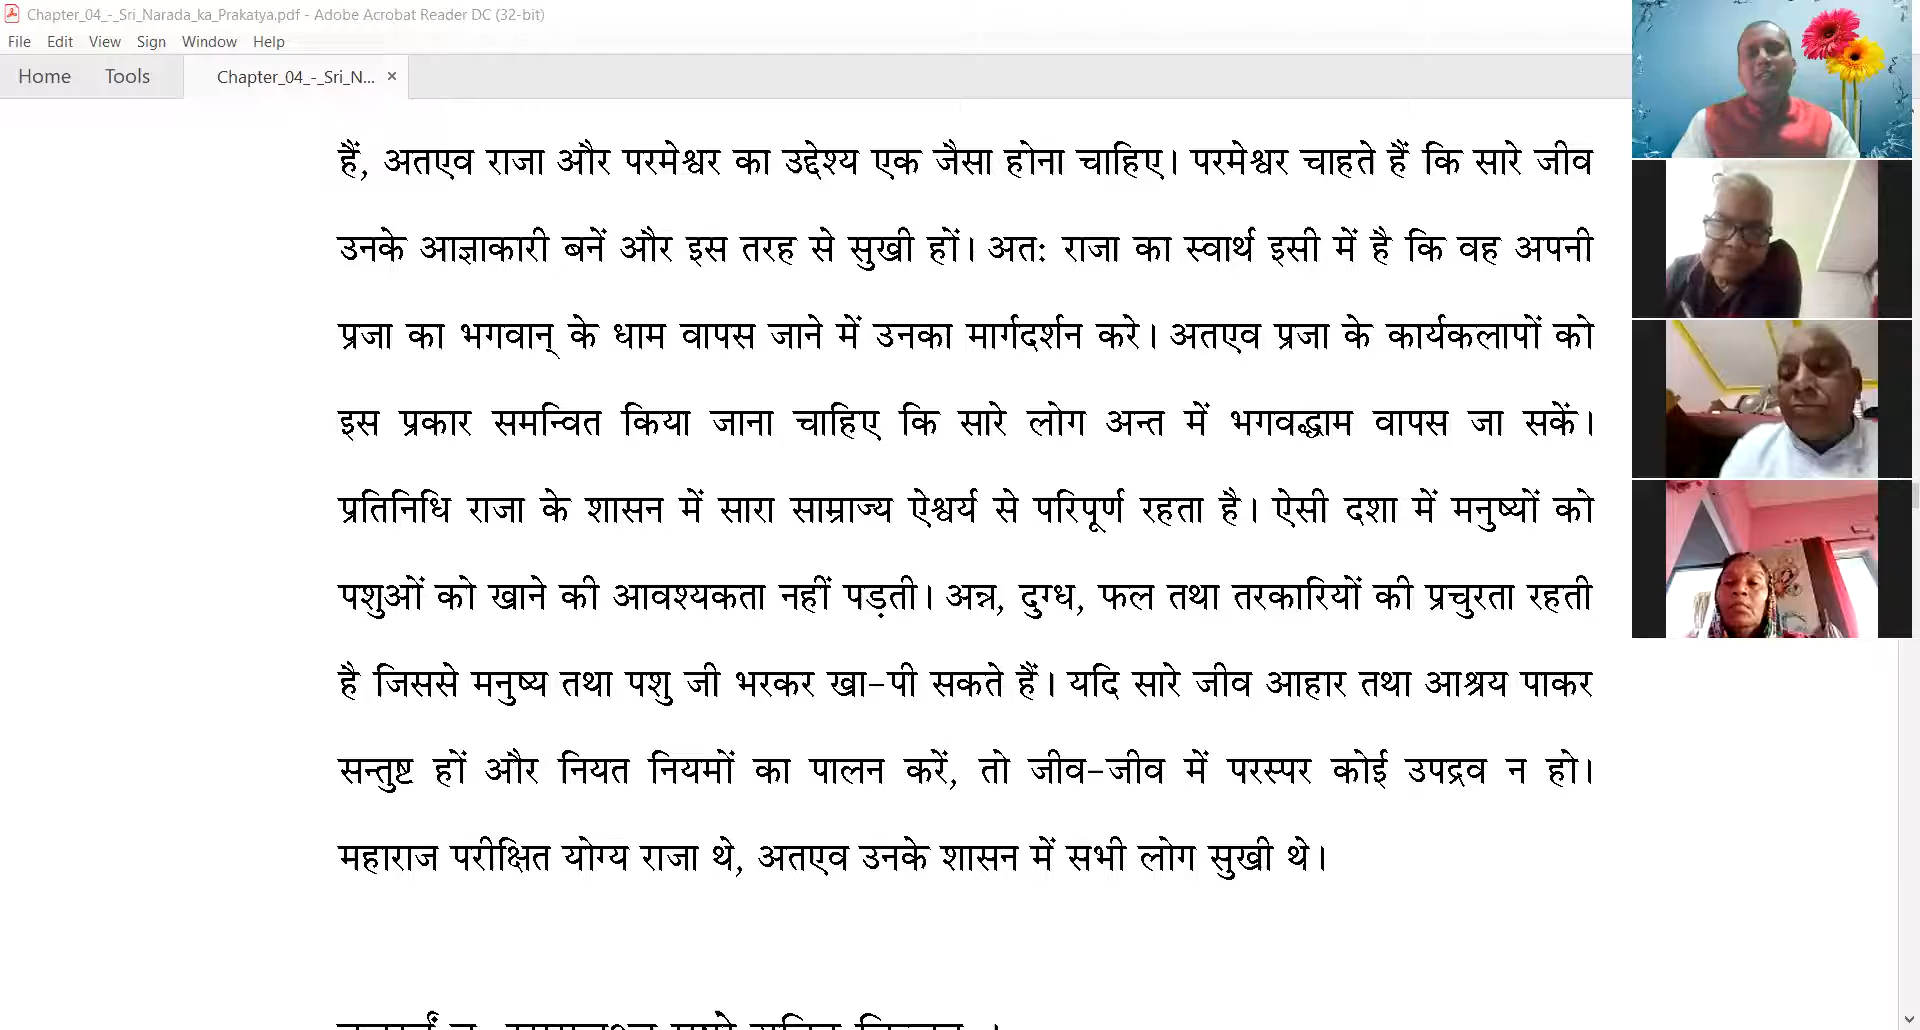 Chapter_04_-_Sri_Narada_ka_Prakatya.pdf - Adobe Acrobat Reader DC (32-bit)
File Edit View Sign Window Help
Home Tools Chapter_04_-_Sri_N... ×
हैं, अतएव राजा और परमेश्वर का उद्देश्य एक जैसा होना चाहिए। परमेश्वर चाहते हैं कि सारे जीव
उनके आज्ञाकारी बनें और इस तरह से सुखी हों। अतः राजा का स्वार्थ इसी में है कि वह अपनी
प्रजा का भगवान् के धाम वापस जाने में उनका मार्गदर्शन करे। अतएव प्रजा के कार्यकलापों को
इस प्रकार समन्वित किया जाना चाहिए कि सारे लोग अन्त में भगवद्धाम वापस जा सकें।
प्रतिनिधि राजा के शासन में सारा साम्राज्य ऐश्वर्य से परिपूर्ण रहता है। ऐसी दशा में मनुष्यों को
पशुओं को खाने की आवश्यकता नहीं पड़ती। अन्न, दुग्ध, फल तथा तरकारियों की प्रचुरता रहती
है जिससे मनुष्य तथा पशु जी भरकर खा-पी सकते हैं। यदि सारे जीव आहार तथा आश्रय पाकर
सन्तुष्ट हों और नियत नियमों का पालन करें, तो जीव-जीव में परस्पर कोई उपद्रव न हो।
महाराज परीक्षित योग्य राजा थे, अतएव उनके शासन में सभी लोग सुखी थे।